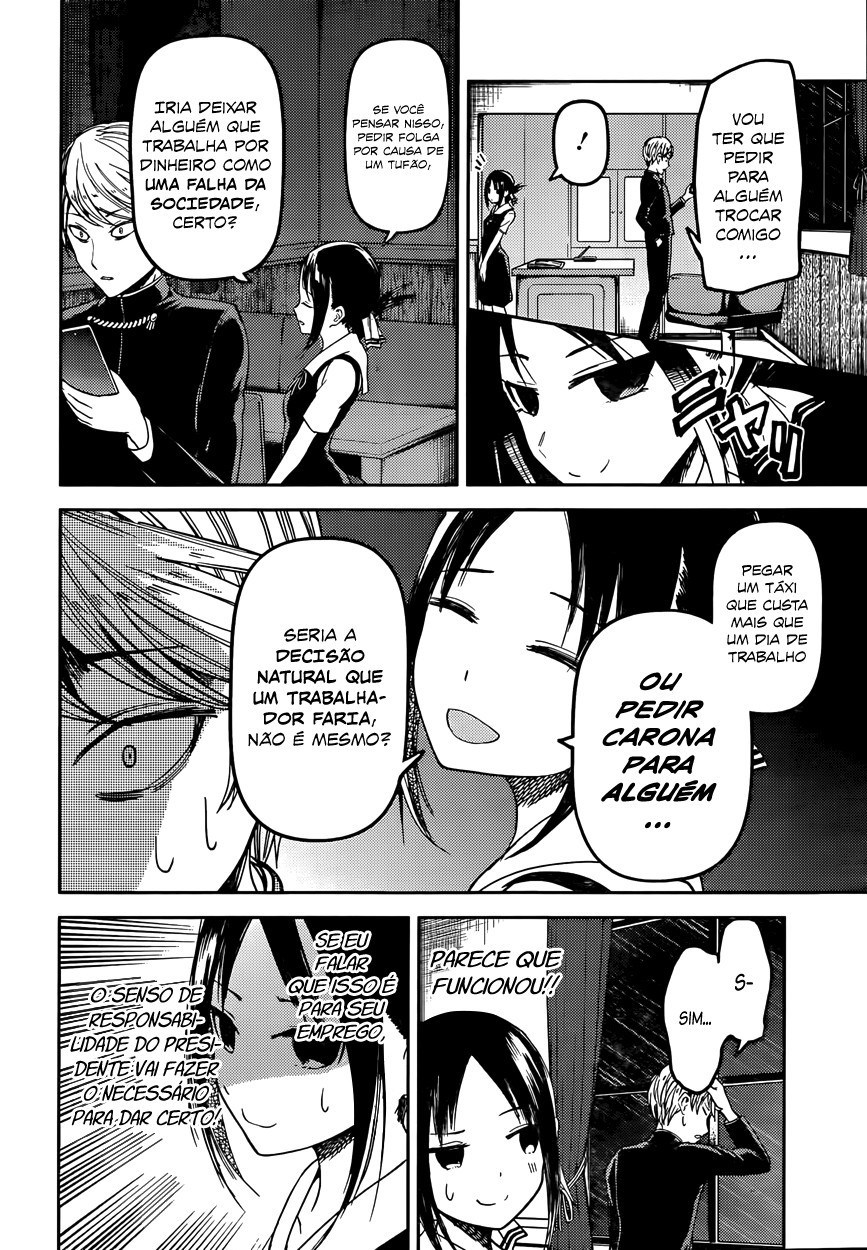 VOU
TER QUE
PEDIR
PARA
ALGUÉM
TROCAR
COMIGO
...
!
ジャーッ
SE VOCÊ
PENSAR NISSO,
PEDIR FOLGA
POR CAUSA DE
UM TUFÃO,
IRIA DEIXAR
ALGUÉM QUE
TRABALHA POR
DINHEIRO COMO
UMA FALHA DA
SOCIEDADE,
CERTO?
PEGAR
UM TÁXI
QUE CUSTA
MAIS QUE
UM DIA DE
TRABALHO
OU
PEDIR
CARONA
PARA
ALGUÉM
...
SERIA A
DECISÃO
NATURAL QUE
UM TRABALHA-
DOR FARIA,
NÃO É MESMO?
S-
SIM...
PARECE QUE
FUNCIONOU!!
SE EU
FALAR
QUE ISSO É
PARA SEU
EMPREGO,
O SENSO DE
RESPONSABI-
LIDADE DO PRESI-
DENTE VAI FAZER
O NECESSÁRIO
PARA DAR CERTO!